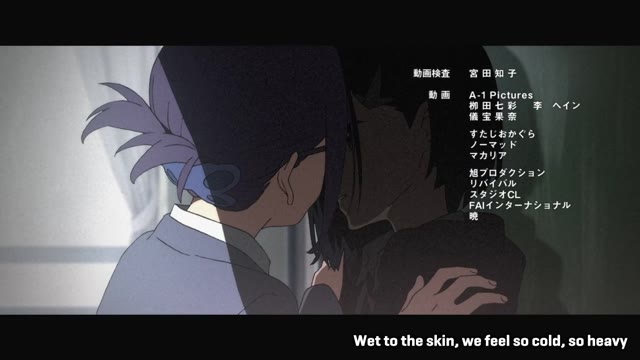 動画検査 宮田知子
動画 A-1 Pictures
栁田七彩 李 ヘイン
儀宝果奈
すたじおかぐら
ノーマッド
マカリア
旭プロダクション
リバイバル
スタジオCL
FAIインターナショナル
暁
Wet to the skin, we feel so cold, so heavy